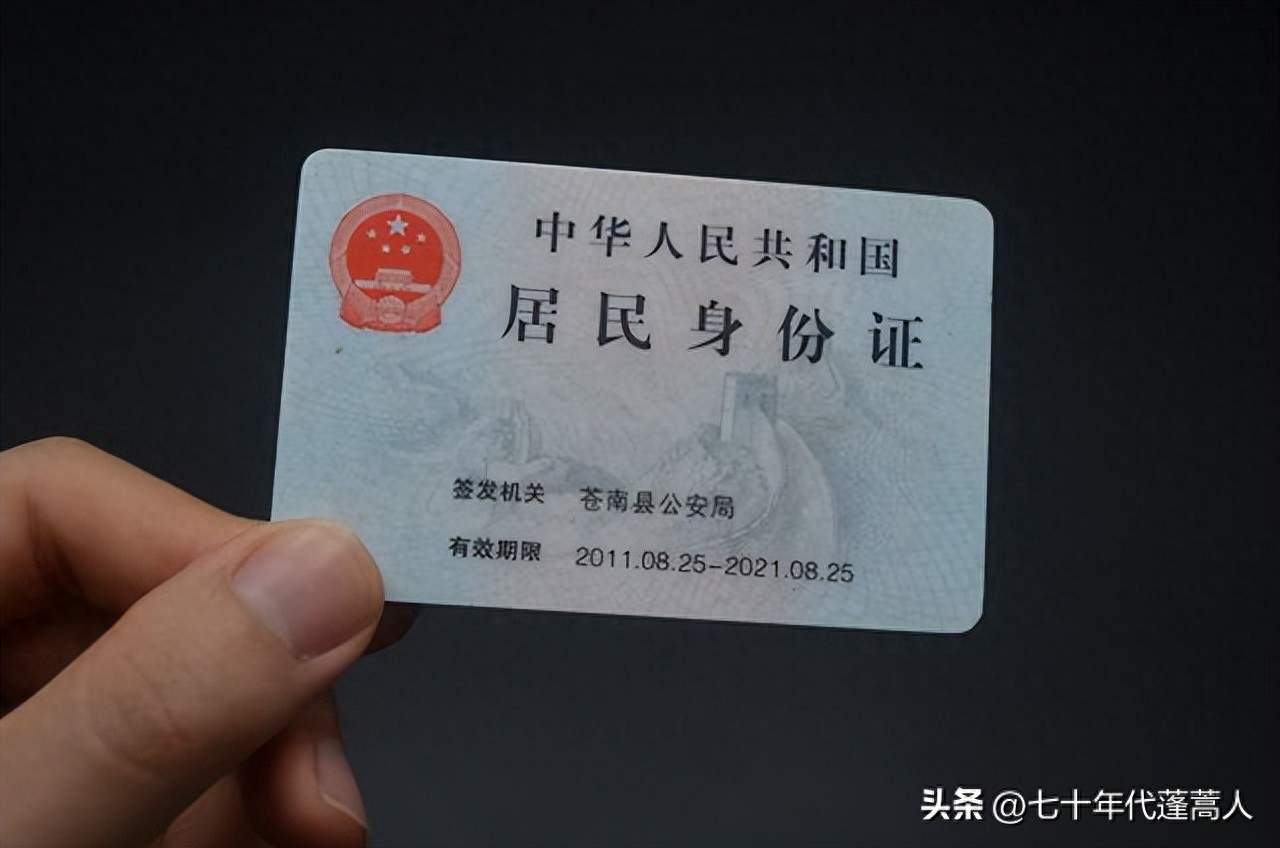 中华人民共和国
居民身份证
签发机关 苍南县公安局
有效期限 2011.08.25-2021.08.25
头条 @七十年代蓬蒿人